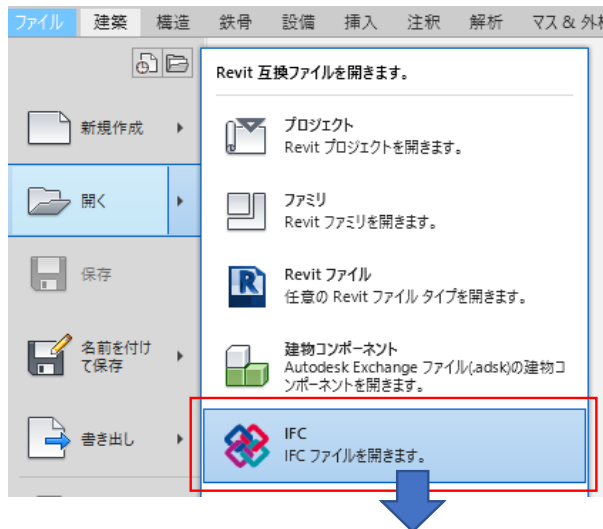 ファイル 建築 構造 鉄骨 設備 挿入 注釈 解析 マス & 外
Revit 互換ファイルを開きます。
新規作成
開く
保存
名前を付け
て保存
書き出し
プロジェクト
Revit プロジェクトを開きます。
ファミリ
Revit ファミリを開きます。
Revit ファイル
任意の Revit ファイル タイプを開きます。
建物コンポーネント
Autodesk Exchange ファイル(.adsk)の建物コ
ンポーネントを開きます。
IFC
IFC ファイルを開きます。